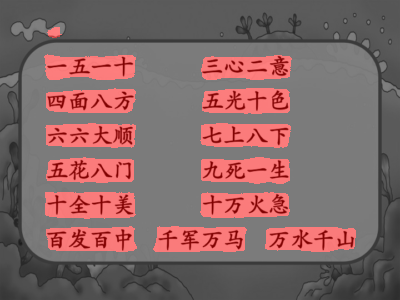 一五一十 三心二意
四面八方 五光十色
六六大顺 七上八下
五花八门 九死一生
十全十美 十万火急
百发百中 千军万马 万水千山